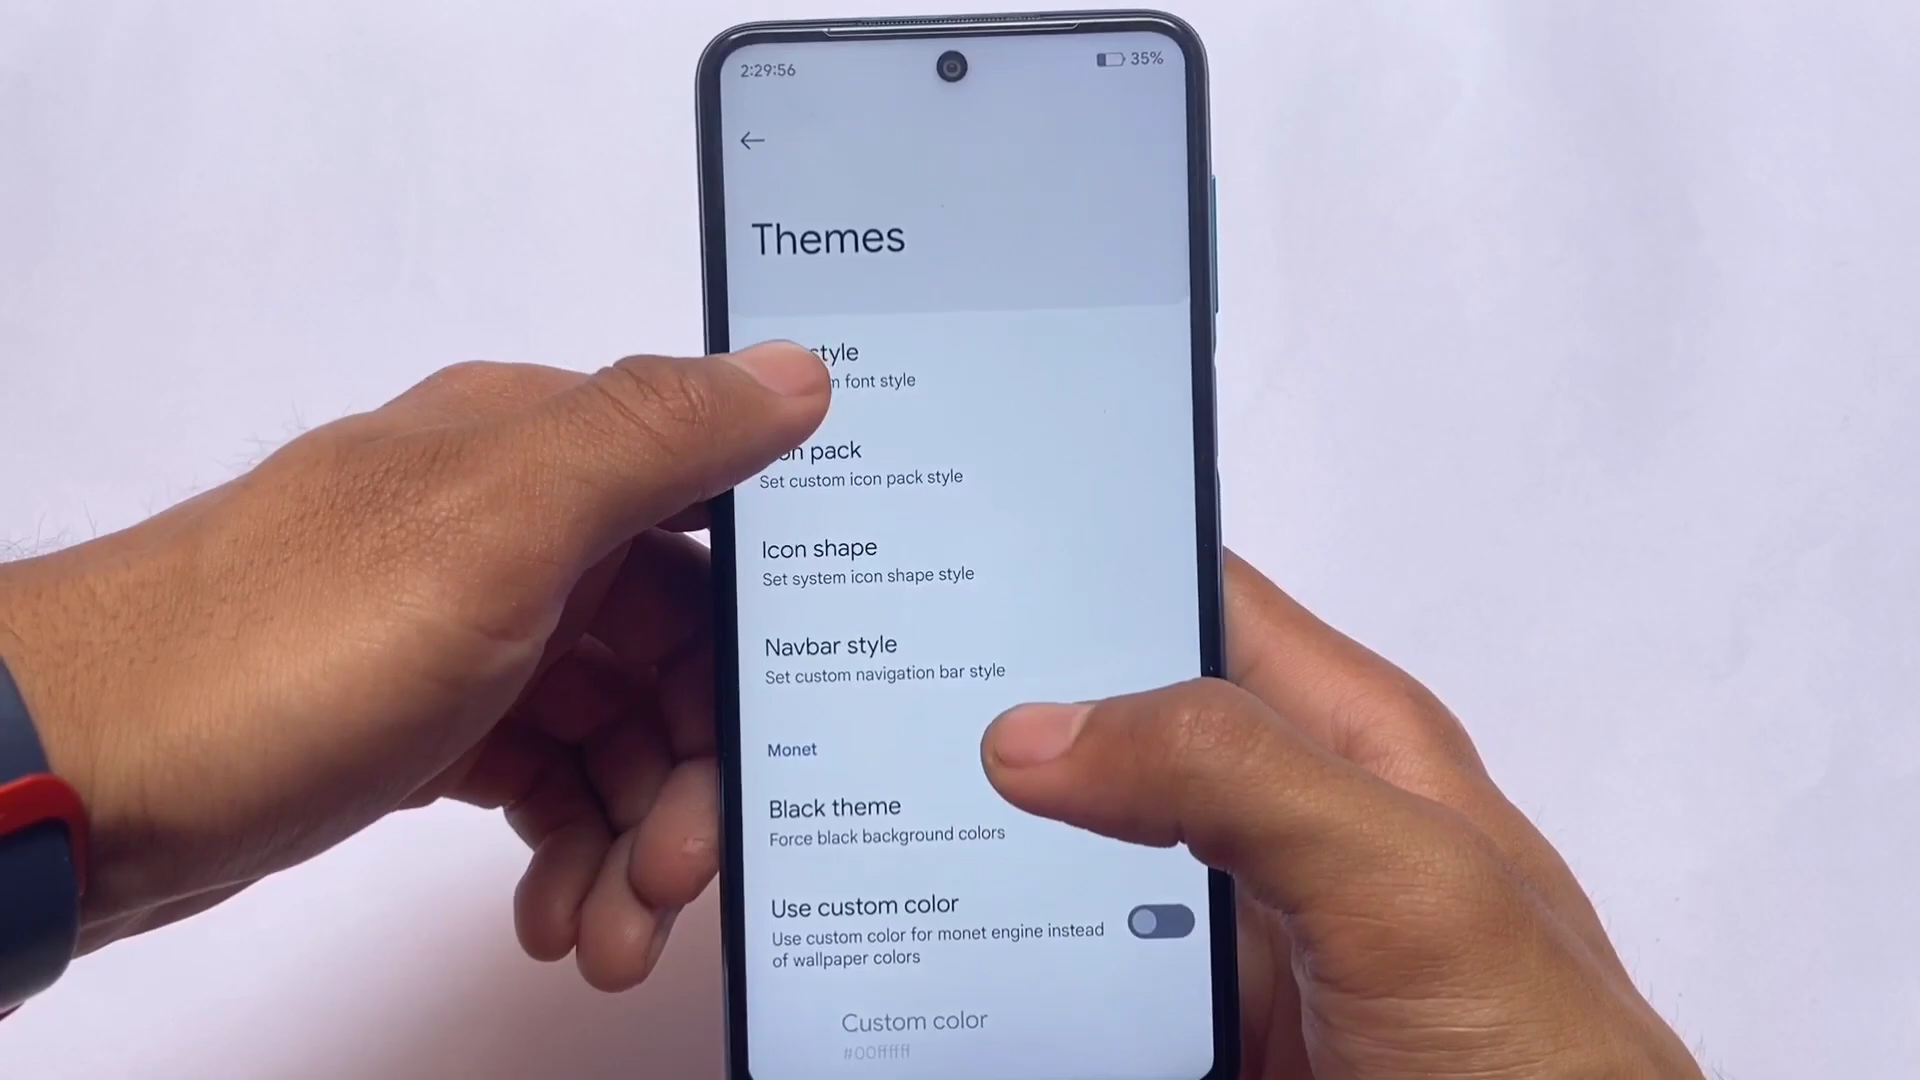 2:29:56
35%
Themes
style
font style
pack
Set custom icon pack style
Icon shape
Set system icon shape style
Navbar style
Set custom navigation bar style
Monet
Black theme
Force black background colors
Use custom color
Use custom color for monet engine instead
of wallpaper colors
Custom color
#00ffffff